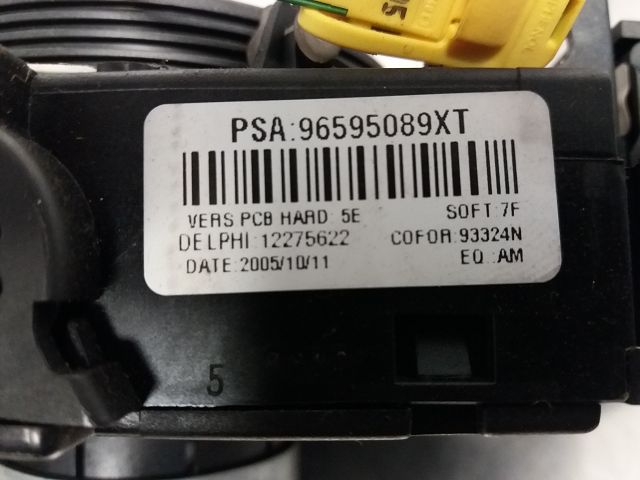 PSA:96595089XT
VERS PCB HARD: 5E SOFT:7F
DELPHI:12275622 COFOR:93324N
DATE:2005/10/11 EQ:AM
5